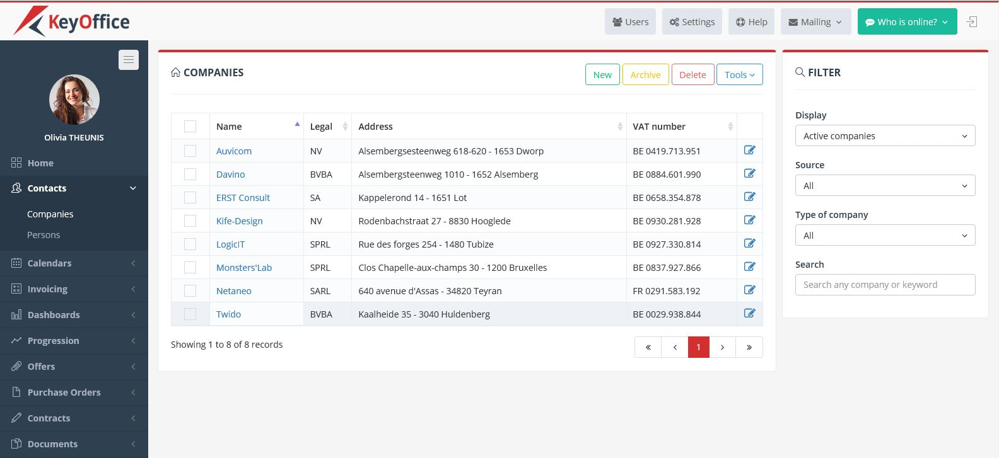 KeyOffice
Users Settings Help Mailing Who is online?
Olivia THEUNIS
Home
Contacts
Companies
Persons
Calendars
Invoicing
Dashboards
Progression
Offers
Purchase Orders
Contracts
Documents
COMPANIES
New Archive Delete Tools
Name Legal Address VAT number
Auvicom NV Alsembergsesteenweg 618-620 - 1653 Dworp BE 0419.713.951
Davino BVBA Alsembergsteenweg 1010 - 1652 Alsemberg BE 0884.601.990
ERST Consult SA Kappelerond 14 - 1651 Lot BE 0658.354.878
Kife-Design NV Rodenbachstraat 27 - 8830 Hooglede BE 0930.281.928
LogicIT SPRL Rue des forges 254 - 1480 Tubize BE 0927.330.814
Monsters'Lab SPRL Clos Chapelle-aux-champs 30 - 1200 Bruxelles BE 0837.927.866
Netaneo SARL 640 avenue d'Assas - 34820 Teyran FR 0291.583.192
Twido BVBA Kaalheide 35 - 3040 Huldenberg BE 0029.938.844
Showing 1 to 8 of 8 records
« ‹ 1 › »
FILTER
Display
Active companies
Source
All
Type of company
All
Search
Search any company or keyword